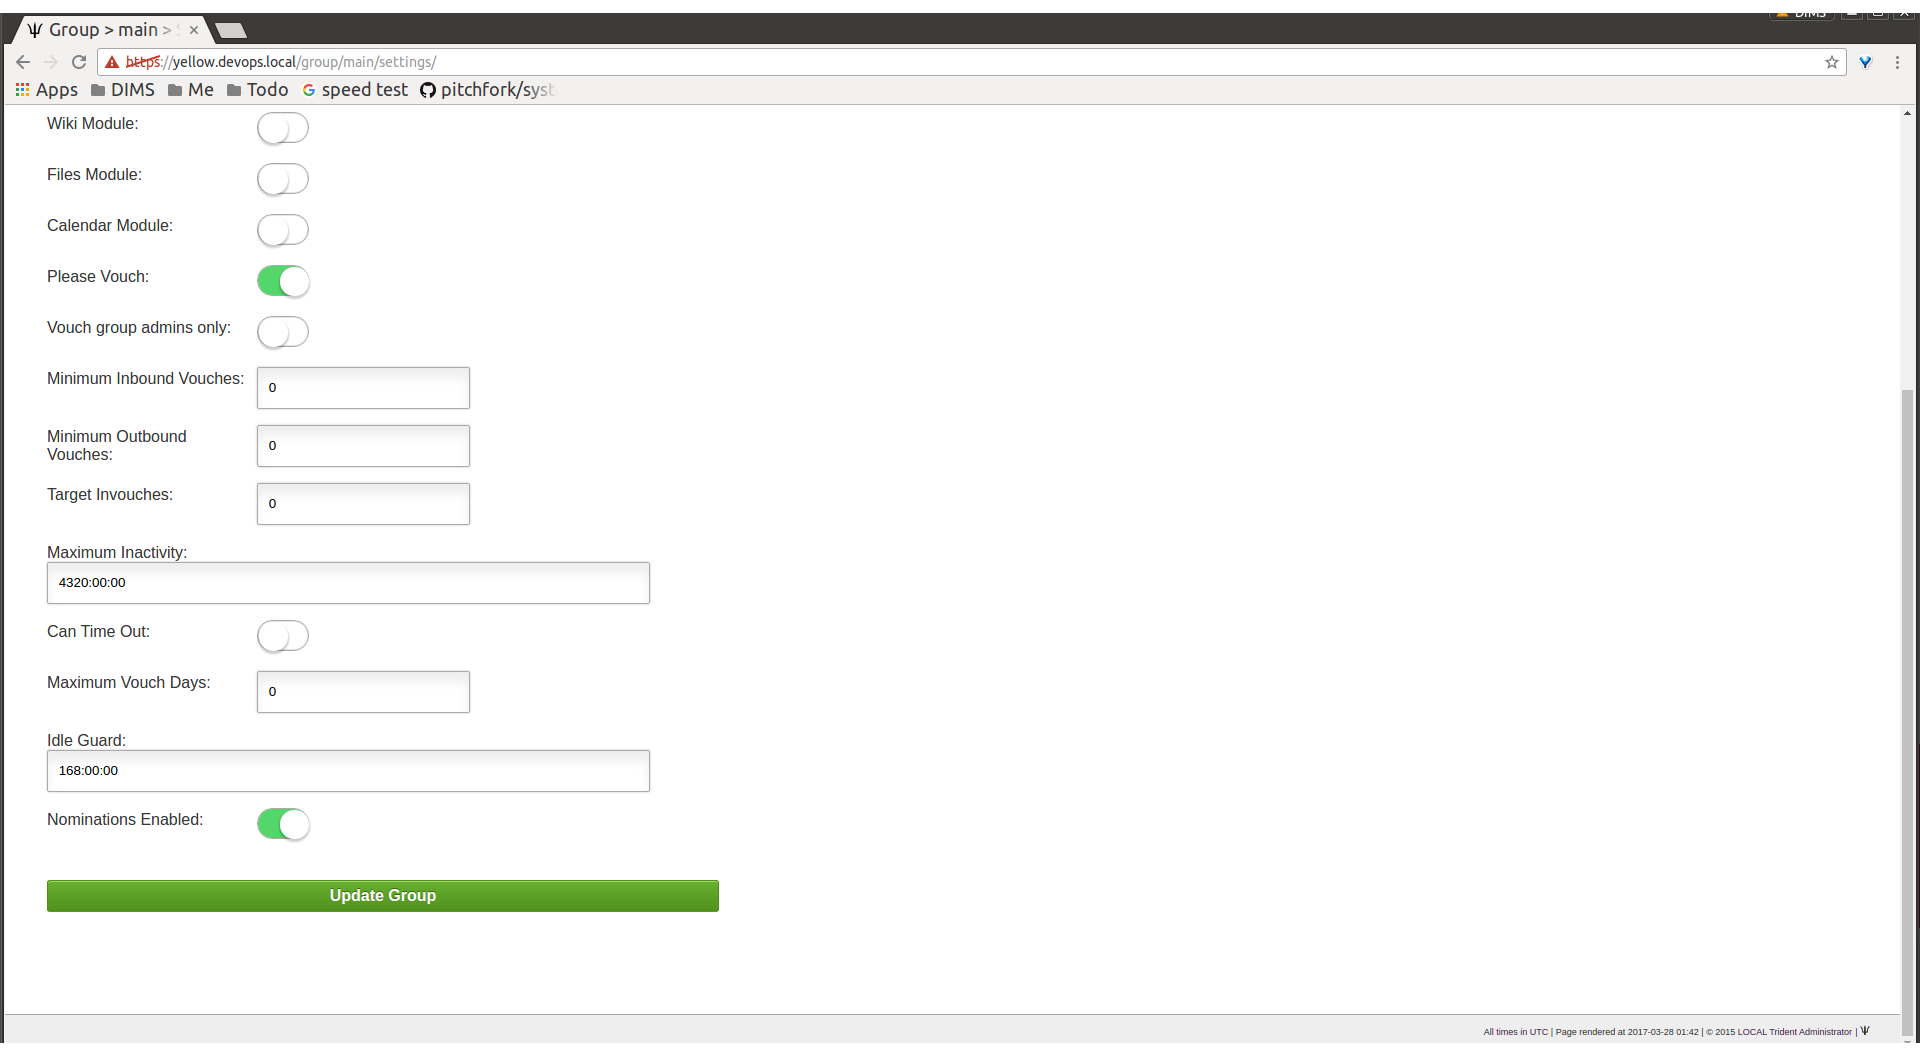 DIMS
Group > main >
https://yellow.devops.local/group/main/settings/
Apps DIMS Me Todo speed test pitchfork/syst
Wiki Module:
Files Module:
Calendar Module:
Please Vouch:
Vouch group admins only:
Minimum Inbound Vouches: 0
Minimum Outbound
Vouches: 0
Target Invouches: 0
Maximum Inactivity:
4320:00:00
Can Time Out:
Maximum Vouch Days: 0
Idle Guard:
168:00:00
Nominations Enabled:
Update Group
All times in UTC | Page rendered at 2017-03-28 01:42 | © 2015 LOCAL Trident Administrator |